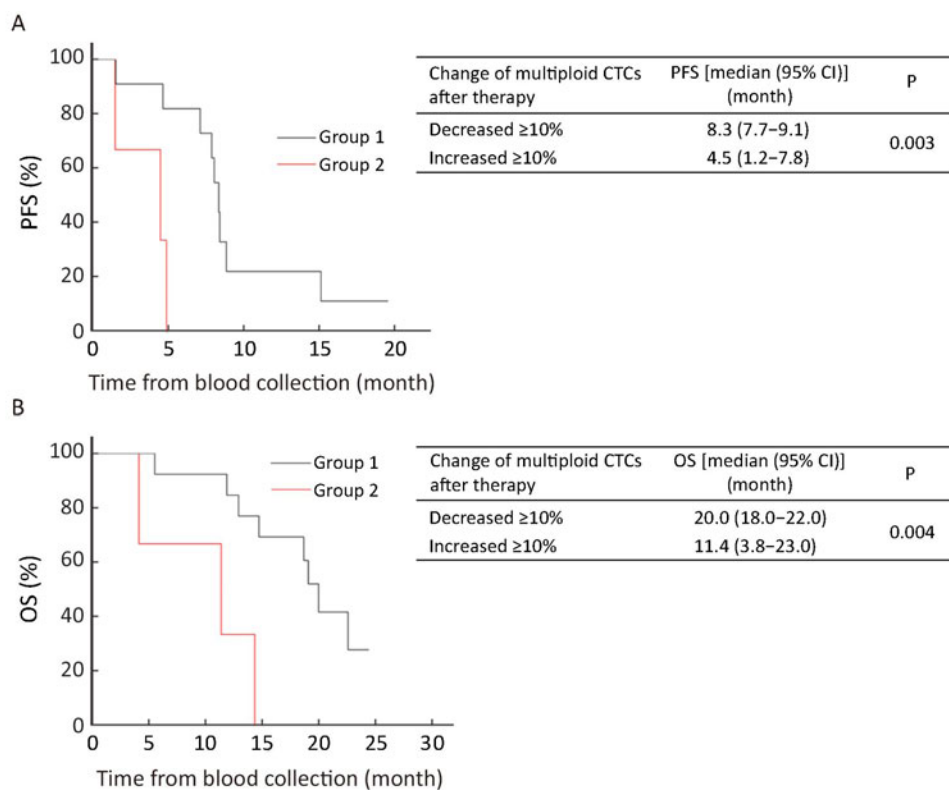 A
100
80
60
40
20
0
PFS (%)
0 5 10 15 20
Time from blood collection (month)
Group 1
Group 2
Change of multiploid CTCs after therapy
PFS [median (95% CI)] (month)
P
Decreased ≥10% 8.3 (7.7−9.1)
0.003
Increased ≥10% 4.5 (1.2−7.8)
B
100
80
60
40
20
0
OS (%)
0 5 10 15 20 25 30
Time from blood collection (month)
Group 1
Group 2
Change of multiploid CTCs after therapy
OS [median (95% CI)] (month)
P
Decreased ≥10% 20.0 (18.0−22.0)
0.004
Increased ≥10% 11.4 (3.8−23.0)